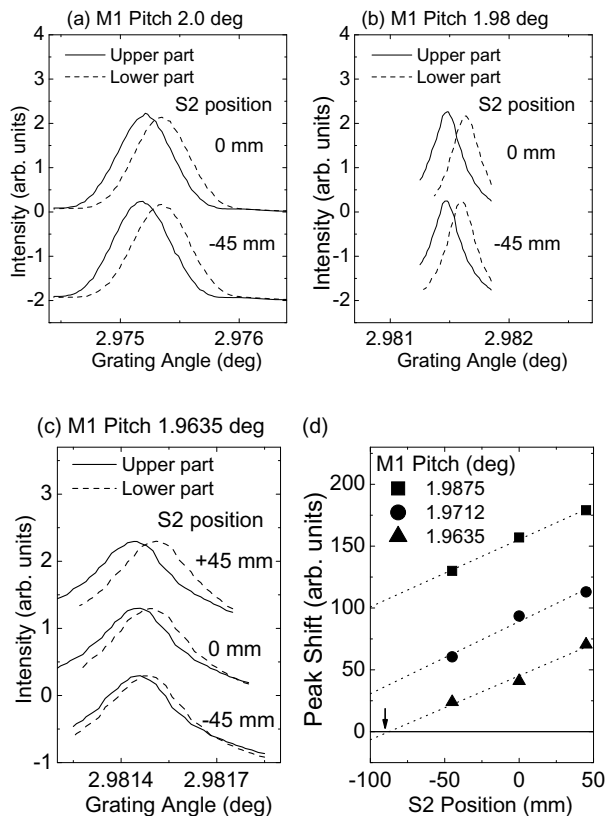 (a) M1 Pitch 2.0 deg
Upper part
Lower part
S2 position
0 mm
-45 mm
Intensity (arb. units)
4
3
2
1
0
-1
-2
2.975
2.976
Grating Angle (deg)
(b) M1 Pitch 1.98
Upper part
Lower part
S2 position
0 mm
-45 mm
Intensity (arb. units)
4
3
2
1
0
-1
-2
2.981
2.982
Grating Angle (deg)
(c) M1 Pitch 1.9635 deg
Upper part
Lower part
S2 position
+45 mm
0 mm
-45 mm
Intensity (arb. units)
3
2
1
0
-1
2.9814
2.9817
Grating Angle (deg)
(d)
M1 Pitch (deg)
1.9875
1.9712
1.9635
Peak Shift (arb. units)
200
150
100
50
0
-100
-50
0
50
S2 Position (mm)